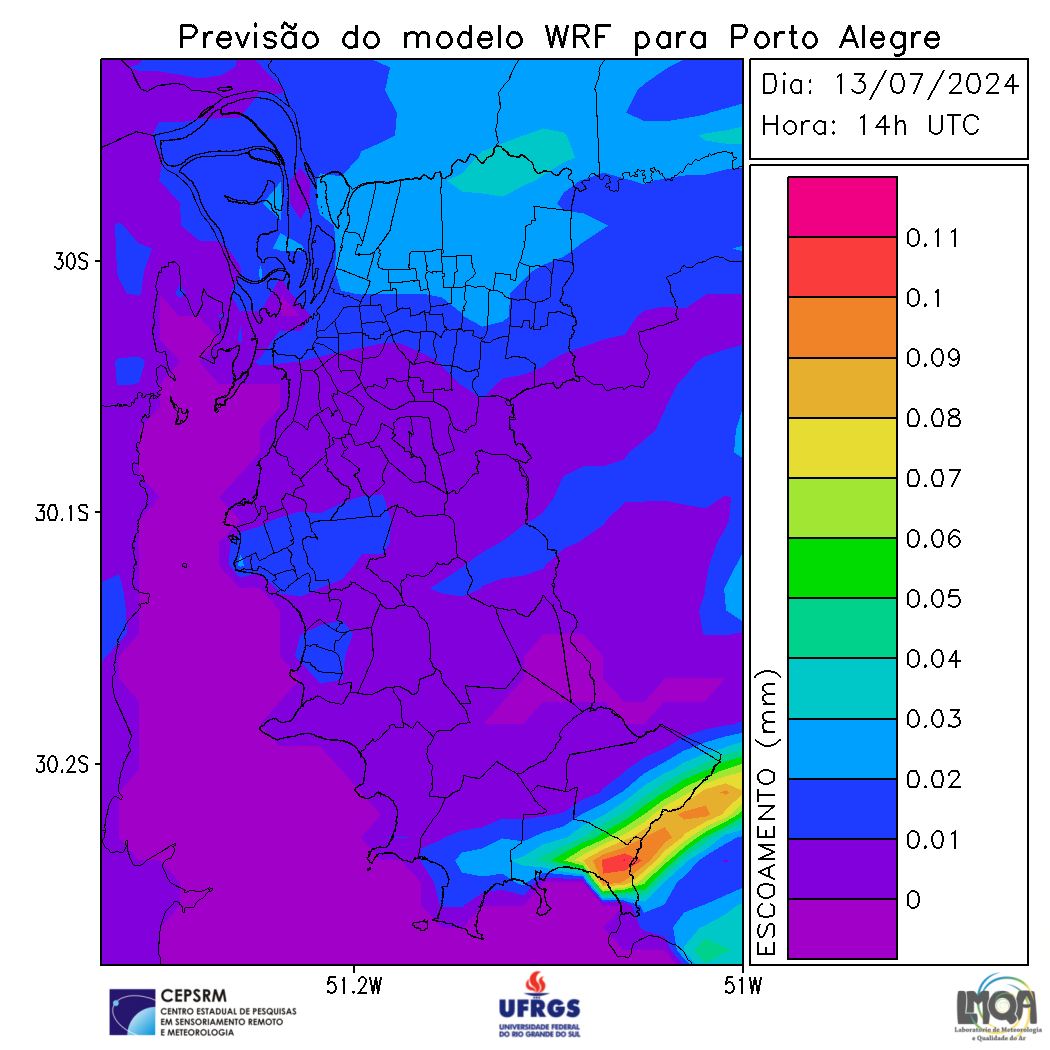 Previsão do modelo WRF para Porto Alegre
Dia: 13/07/2024
Hora: 14h UTC
30S
30.1S
30.2S
51.2W
51W
ESCOAMENTO (mm)
0.11
0.1
0.09
0.08
0.07
0.06
0.05
0.04
0.03
0.02
0.01
0
CEPSRM
CENTRO ESTADUAL DE PESQUISAS
EM SENSORIAMENTO REMOTO
E METEOROLOGIA
UFRGS
UNIVERSIDADE FEDERAL
DO RIO GRANDE DO SUL
LMQA
Laboratório de Meteorologia
e Qualidade do Ar